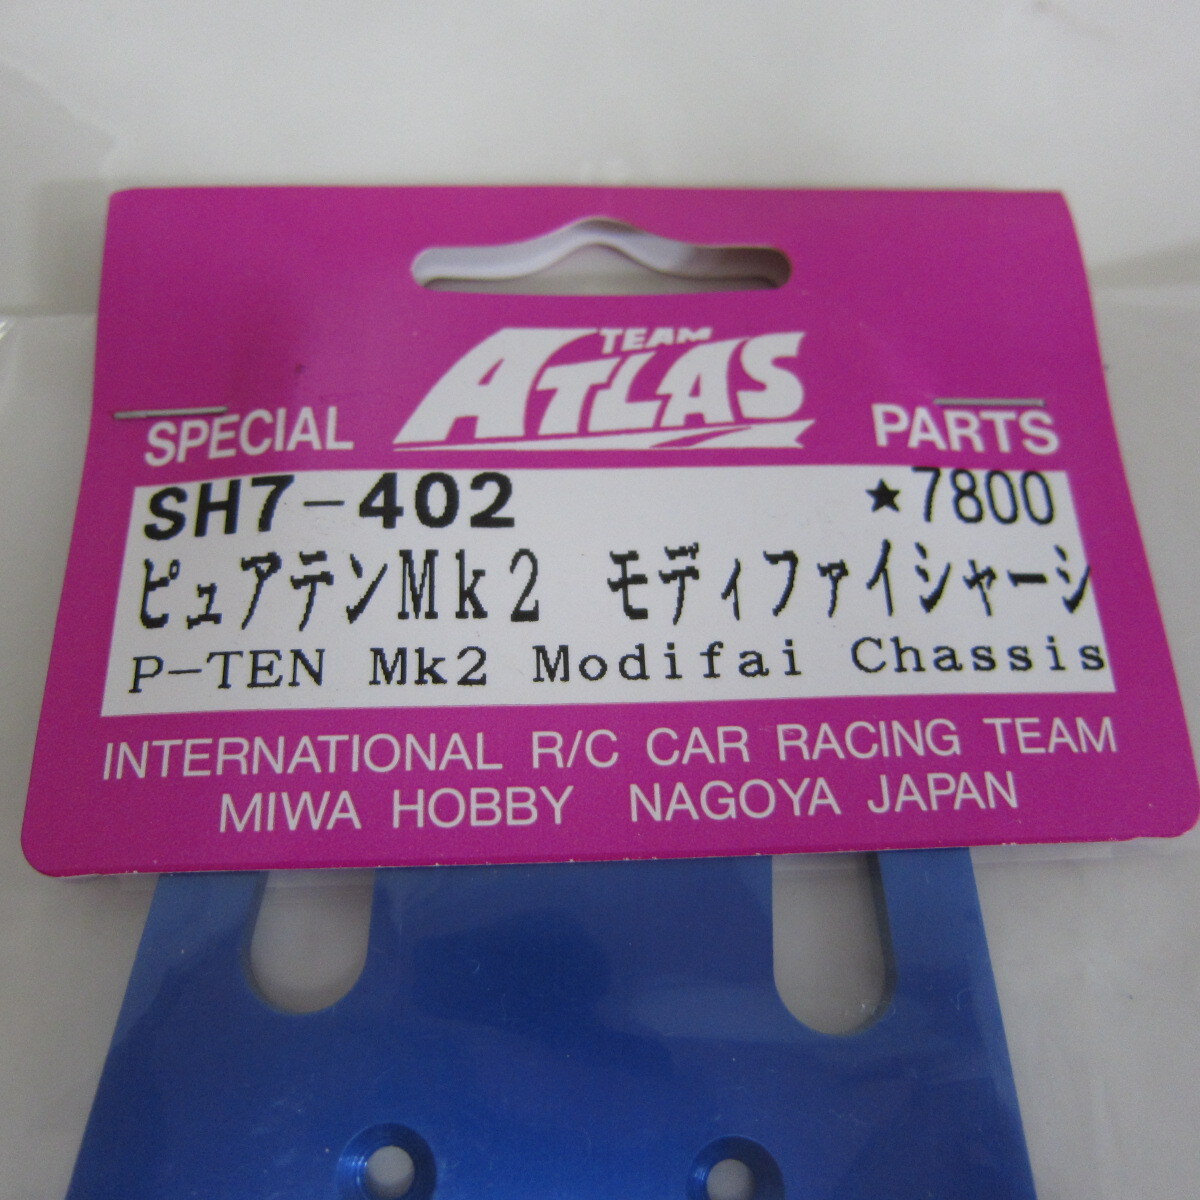 TEAM
ATLAS
SPECIAL PARTS
SH7-402 ★7800
ピュアテンMk2 モディファイシャーシ
P-TEN Mk2 Modifai Chassis
INTERNATIONAL R/C CAR RACING TEAM
MIWA HOBBY NAGOYA JAPAN